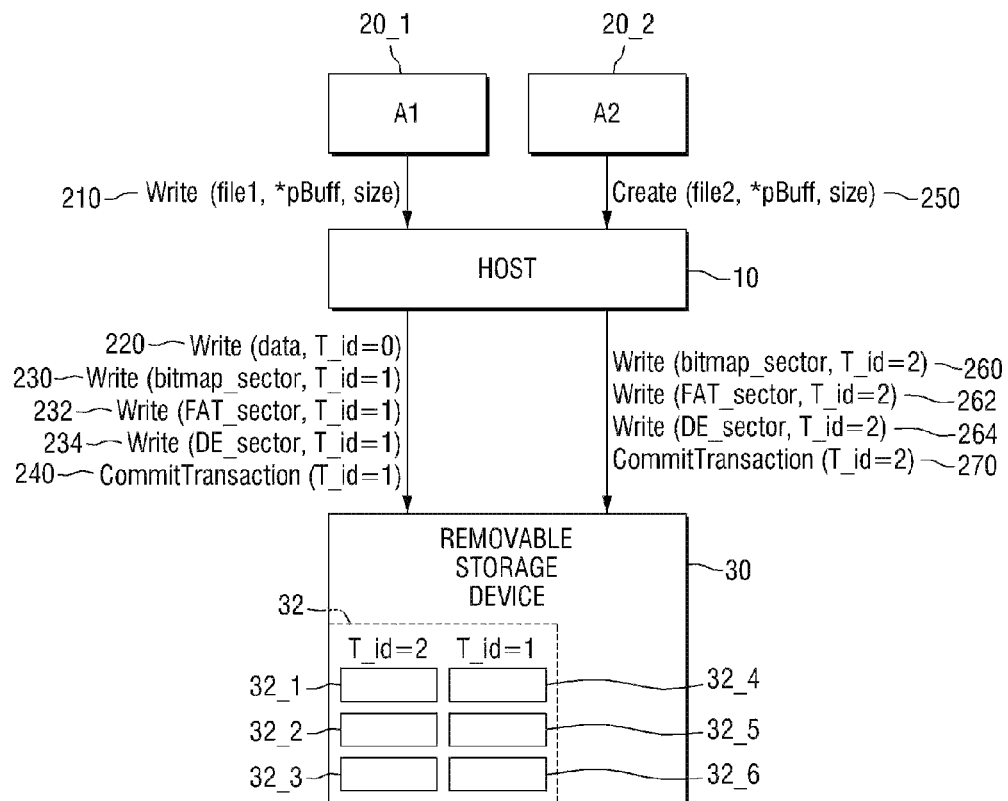 20_1 20_2
A1 A2
210 Write (file1, *pBuff, size) Create (file2, *pBuff, size) 250
HOST 10
220 Write (data, T_id=0)
230 Write (bitmap_sector, T_id=1)
232 Write (FAT_sector, T_id=1)
234 Write (DE_sector, T_id=1)
240 CommitTransaction (T_id=1)
Write (bitmap_sector, T_id=2) 260
Write (FAT_sector, T_id=2) 262
Write (DE_sector, T_id=2) 264
CommitTransaction (T_id=2) 270
REMOVABLE
STORAGE
DEVICE
30
32
T_id=2 T_id=1
32_1 32_4
32_2 32_5
32_3 32_6